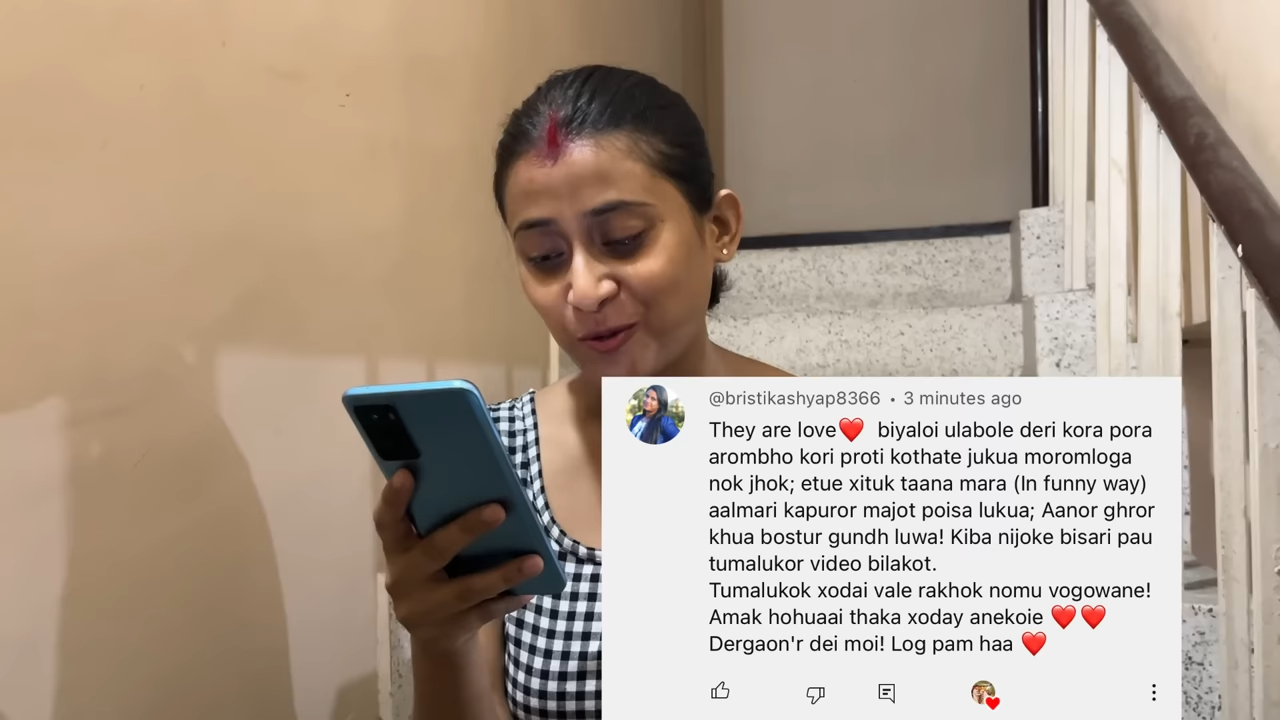 @bristikashyap8366 • 3 minutes ago
They are love❤️ biyaloi ulabole deri kora pora
arombho kori proti kothate jukua moromloga
nok jhok; etue xituk taana mara (In funny way)
aalmari kapuror majot poisa lukua; Aanor ghror
khua bostur gundh luwa! Kiba nijoke bisari pau
tumalukor video bilakot.
Tumalukok xodai vale rakhok nomu vogowane!
Amak hohuaai thaka xoday anekoie ❤️❤️
Dergaon'r dei moi! Log pam haa ❤️